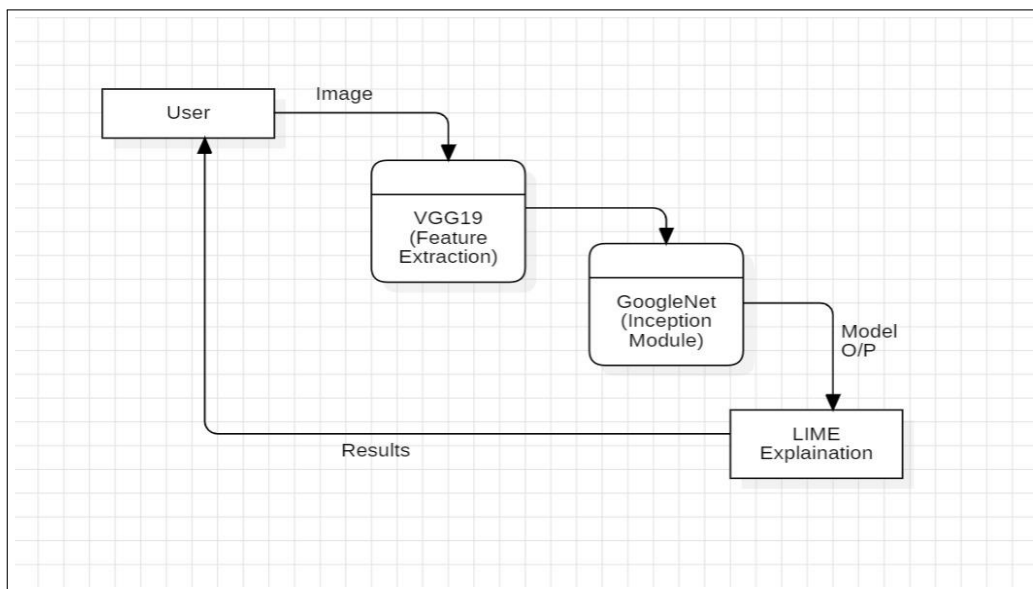 User
Image
VGG19
(Feature
Extraction)
GoogleNet
(Inception
Module)
Model
O/P
LIME
Explaination
Results